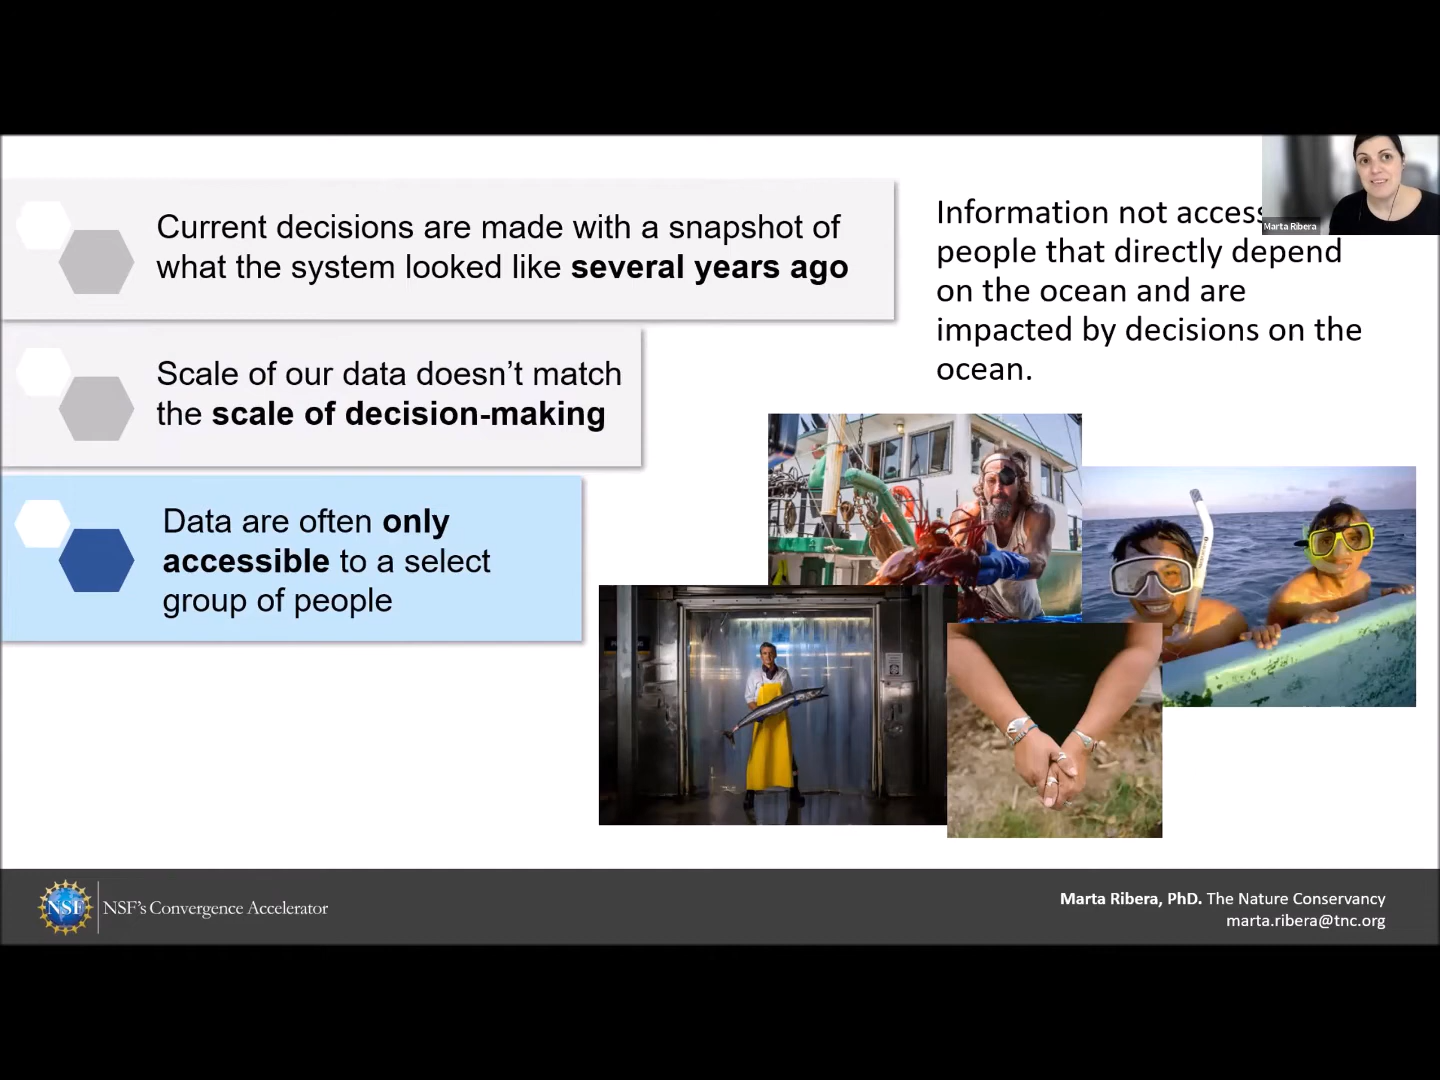 Current decisions are made with a snapshot of
what the system looked like several years ago
Scale of our data doesn’t match
the scale of decision-making
Data are often only
accessible to a select
group of people
Information not
people that directly depend
on the ocean and are
impacted by decisions on the
ocean.
Marta Ribera
NSF
NSF’s Convergence Accelerator
Marta Ribera, PhD. The Nature Conservancy
marta.ribera@tnc.org